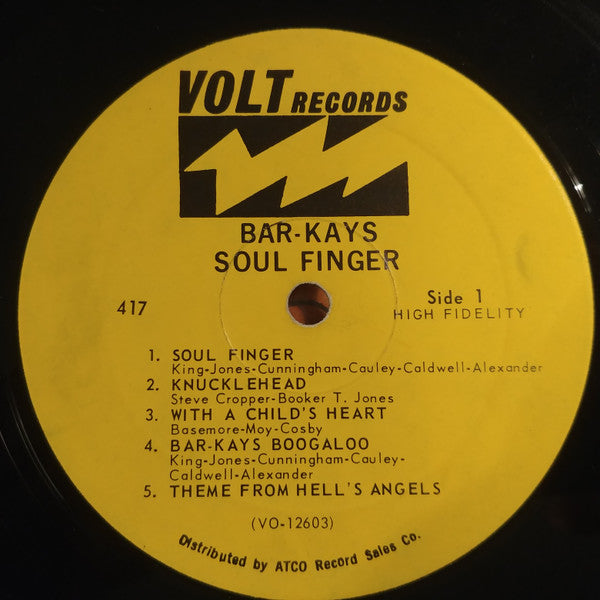 VOLT RECORDS
BAR-KAYS
SOUL FINGER
417
Side 1
HIGH FIDELITY
1. SOUL FINGER
King-Jones-Cunningham-Cauley-Caldwell-Alexander
2. KNUCKLEHEAD
Steve Cropper-Booker T. Jones
3. WITH A CHILD'S HEART
Basemore-Moy-Cosby
4. BAR-KAYS BOOGALOO
King-Jones-Cunningham-Cauley-
Caldwell-Alexander
5. THEME FROM HELL'S ANGELS
(VO-12603)
Distributed by ATCO Record Sales Co.